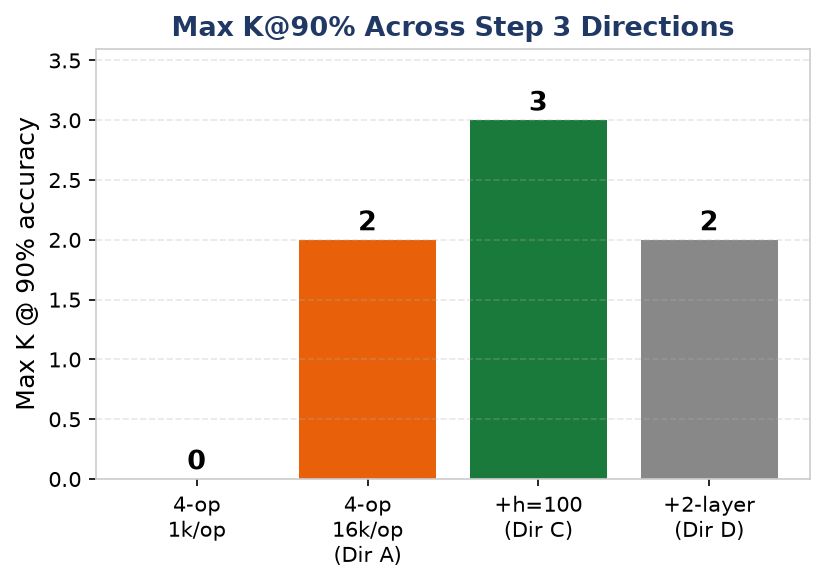 Max K@90% Across Step 3 Directions
Max K @ 90% accuracy
3.5
3.0
2.5
2.0
1.5
1.0
0.5
0.0
0
2
3
2
4-op
1k/op
4-op
16k/op
(Dir A)
+h=100
(Dir C)
+2-layer
(Dir D)